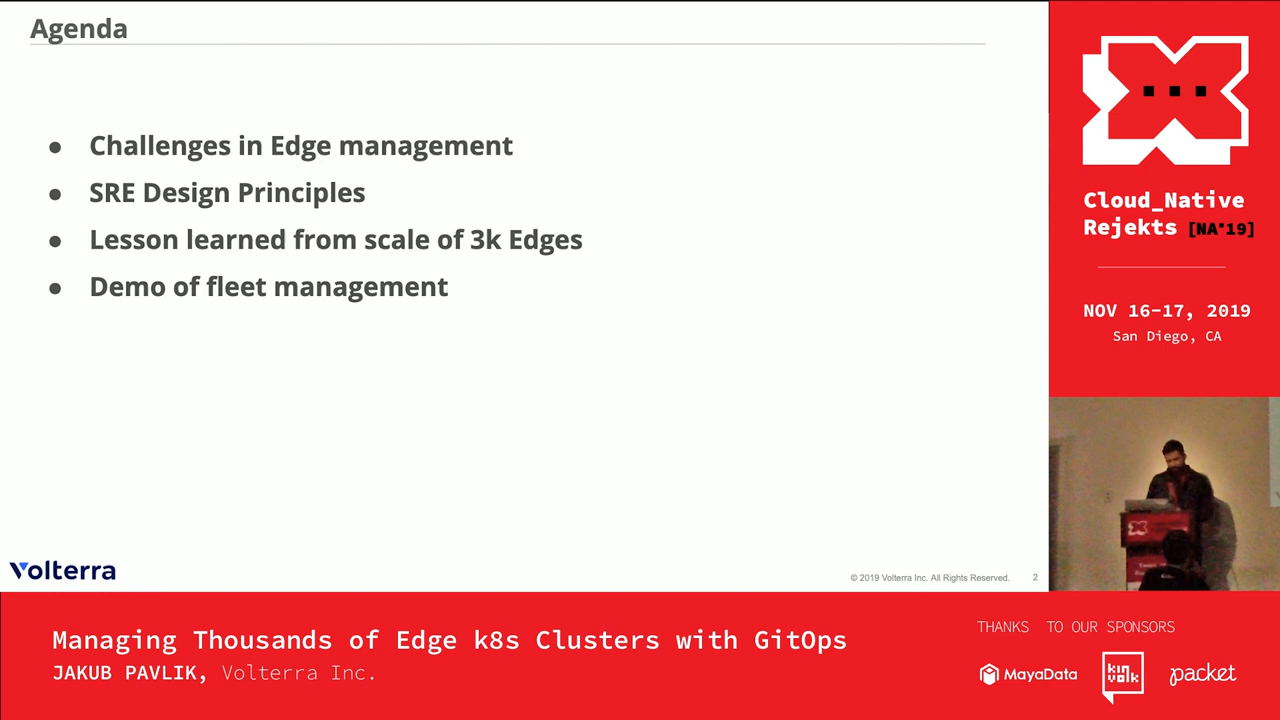 Agenda
● Challenges in Edge management
● SRE Design Principles
● Lesson learned from scale of 3k Edges
● Demo of fleet management
Volterra
© 2019 Volterra Inc. All Rights Reserved. 2
Cloud_Native
Rejekts [NA'19]
NOV 16-17, 2019
San Diego, CA
Managing Thousands of Edge k8s Clusters with GitOps
JAKUB PAVLIK, Volterra Inc.
THANKS TO OUR SPONSORS
MayaData
kinvolk
packet